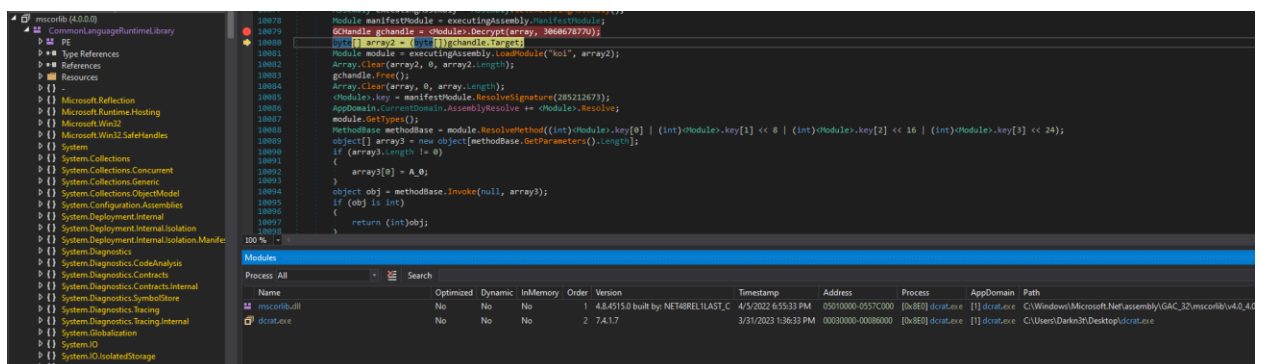 mscorlib (4.0.0.0)
CommonLanguageRuntimeLibrary
PE
Type References
References
Resources
{ } -
{ } Microsoft.Reflection
{ } Microsoft.Runtime.Hosting
{ } Microsoft.Win32
{ } Microsoft.Win32.SafeHandles
{ } System
{ } System.Collections
{ } System.Collections.Concurrent
{ } System.Collections.Generic
{ } System.Collections.ObjectModel
{ } System.Configuration.Assemblies
{ } System.Deployment.Internal
{ } System.Deployment.Internal.Isolation
{ } System.Deployment.Internal.Isolation.Manife
{ } System.Diagnostics
{ } System.Diagnostics.CodeAnalysis
{ } System.Diagnostics.Contracts
{ } System.Diagnostics.Contracts.Internal
{ } System.Diagnostics.SymbolStore
{ } System.Diagnostics.Tracing
{ } System.Diagnostics.Tracing.Internal
{ } System.Globalization
{ } System.IO
{ } System.IO.IsolatedStorage
10078 Module manifestModule = executingAssembly.ManifestModule;
10079 GCHandle gchandle = <Module>.Decrypt(array, 306067877U);
10080 byte[] array2 = (byte[])gchandle.Target;
10081 Module module = executingAssembly.LoadModule("koi", array2);
10082 Array.Clear(array2, 0, array2.Length);
10083 gchandle.Free();
10084 Array.Clear(array, 0, array.Length);
10085 <Module>.key = manifestModule.ResolveSignature(285212673);
10086 AppDomain.CurrentDomain.AssemblyResolve += <Module>.Resolve;
10087 module.GetTypes();
10088 MethodBase methodBase = module.ResolveMethod((int)<Module>.key[0] | (int)<Module>.key[1] << 8 | (int)<Module>.key[2] << 16 | (int)<Module>.key[3] << 24);
10089 object[] array3 = new object[methodBase.GetParameters().Length];
10090 if (array3.Length != 0)
10091 {
10092 array3[0] = A_0;
10093 }
10094 object obj = methodBase.Invoke(null, array3);
10095 if (obj is int)
10096 {
10097 return (int)obj;
10098 }
100 %
Modules
Process All Search
Name Optimized Dynamic InMemory Order Version Timestamp Address Process AppDomain Path
mscorlib.dll No No No 1 4.8.4515.0 built by: NET48REL1LAST_C 4/5/2022 6:55:33 PM 05010000-0557C000 [0x8E0] dcrat.exe [1] dcrat.exe C:\Windows\Microsoft.Net\assembly\GAC_32\mscorlib\v4.0_4.0
dcrat.exe No No No 2 7.4.1.7 3/31/2023 1:36:33 PM 00030000-00086000 [0x8E0] dcrat.exe [1] dcrat.exe C:\Users\Darkn3t\Desktop\dcrat.exe